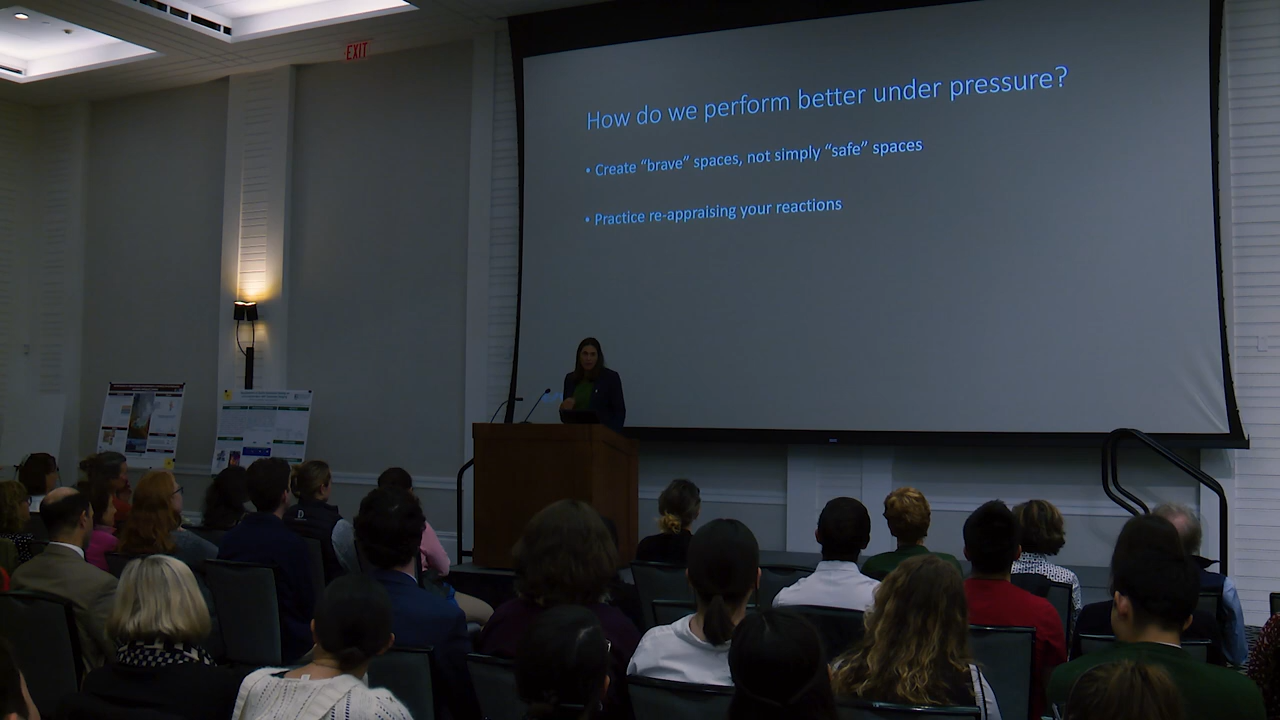 EXIT
How do we perform better under pressure?
• Create “brave” spaces, not simply “safe” spaces
• Practice re-appraising your reactions